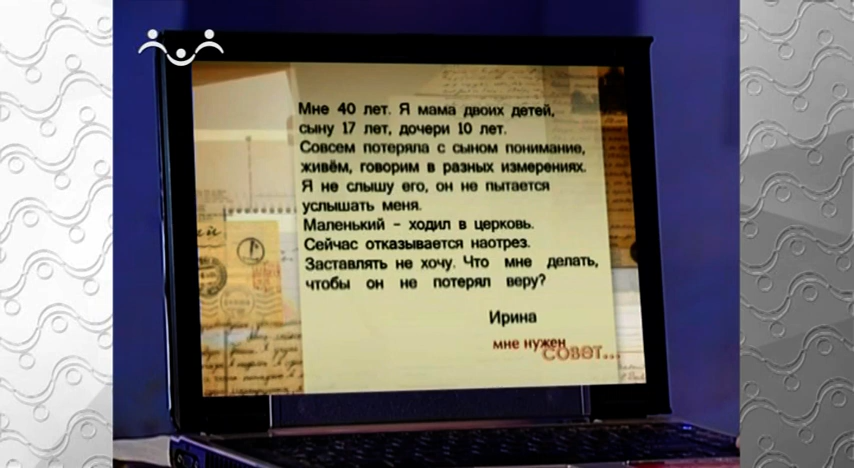 Мне 40 лет. Я мама двоих детей,
сыну 17 лет, дочери 10 лет.
Совсем потеряла с сыном понимание,
живём, говорим в разных измерениях.
Я не слышу его, он не пытается
услышать меня.
Маленький - ходил в церковь.
Сейчас отказывается наотрез.
Заставлять не хочу. Что мне делать,
чтобы он не потерял веру?
Ирина
мне нужен
совет...